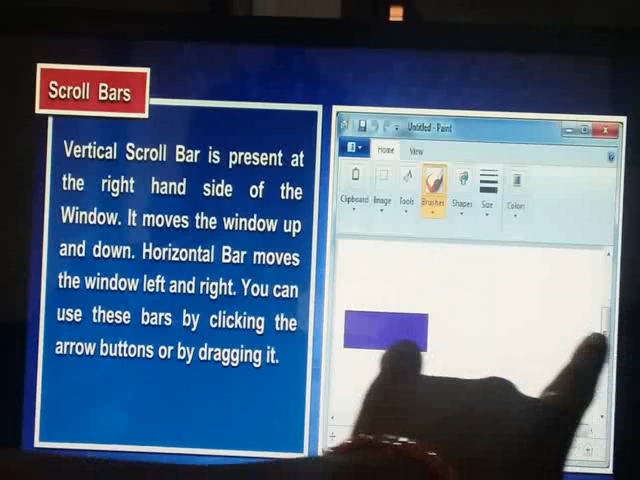 Scroll Bars
Vertical Scroll Bar is present at
the right hand side of the
Window. It moves the window up
and down. Horizontal Bar moves
the window left and right. You can
use these bars by clicking the
arrow buttons or by dragging it.
Untitled - Paint
Home View
Clipboard Image Tools Brushes Shapes Size Colors